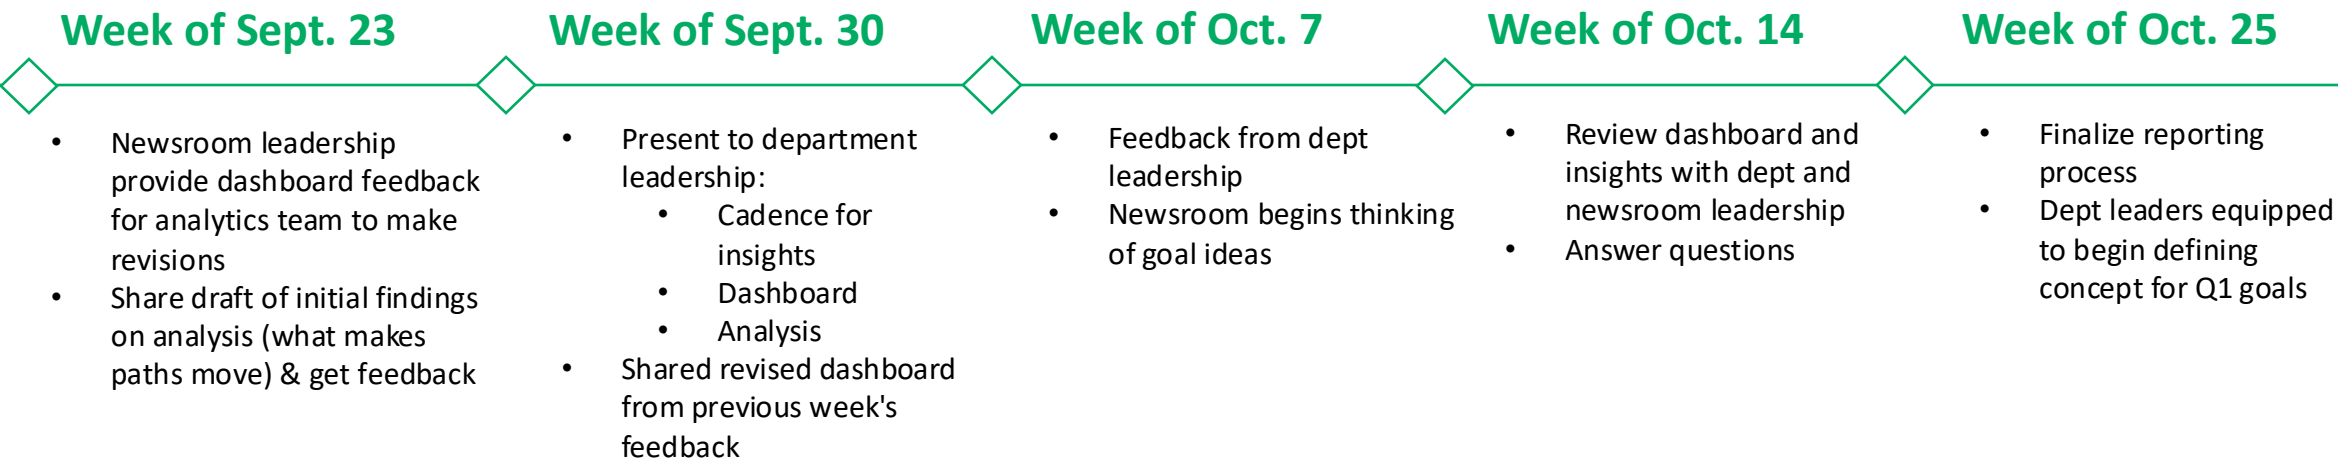 Week of Sept. 23
• Newsroom leadership
provide dashboard feedback
for analytics team to make
revisions
• Share draft of initial findings
on analysis (what makes
paths move) & get feedback
Week of Sept. 30
• Present to department
leadership:
• Cadence for
insights
• Dashboard
• Analysis
• Shared revised dashboard
from previous week's
feedback
Week of Oct. 7
• Feedback from dept
leadership
• Newsroom begins thinking
of goal ideas
Week of Oct. 14
• Review dashboard and
insights with dept and
newsroom leadership
• Answer questions
Week of Oct. 25
• Finalize reporting
process
• Dept leaders equipped
to begin defining
concept for Q1 goals